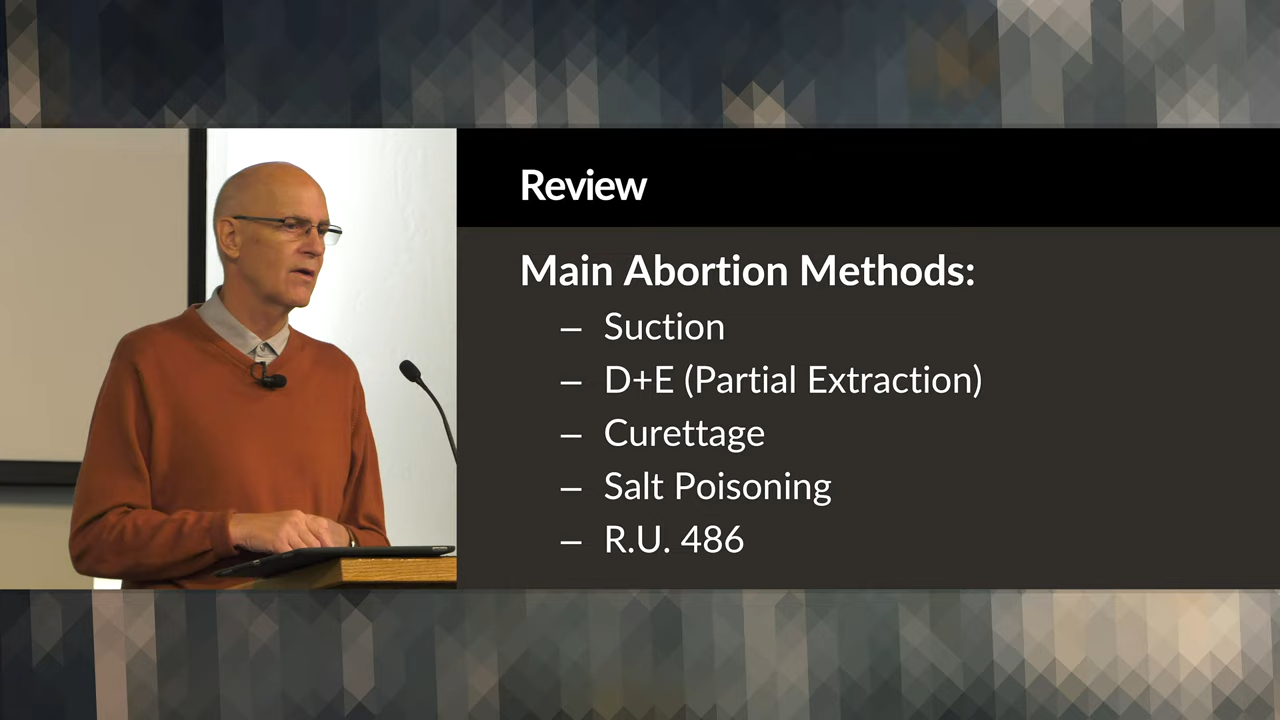 Review
Main Abortion Methods:
– Suction
– D+E (Partial Extraction)
– Curettage
– Salt Poisoning
– R.U. 486